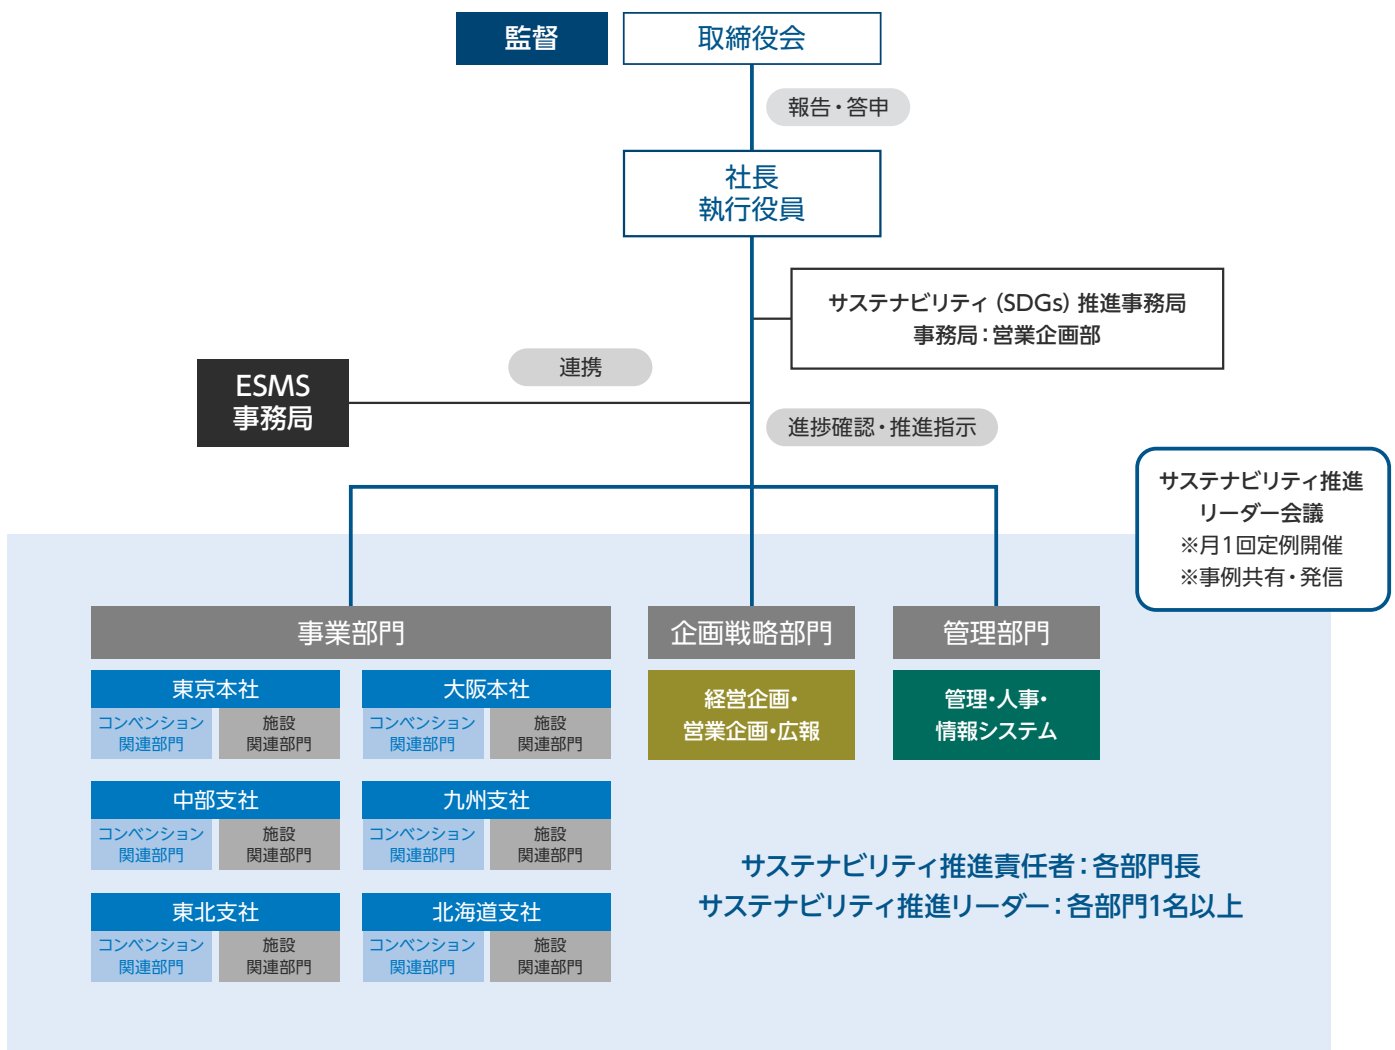 監督
取締役会
報告・答申
社長
執行役員
サステナビリティ（SDGs）推進事務局
事務局：営業企画部
連携
ESMS
事務局
進捗確認・推進指示
サステナビリティ推進
リーダー会議
※月1回定例開催
※事例共有・発信
事業部門
企画戦略部門
管理部門
東京本社
コンベンション
関連部門
施設
関連部門
大阪本社
コンベンション
関連部門
施設
関連部門
経営企画・
営業企画・広報
管理・人事・
情報システム
中部支社
コンベンション
関連部門
施設
関連部門
九州支社
コンベンション
関連部門
施設
関連部門
東北支社
コンベンション
関連部門
施設
関連部門
北海道支社
コンベンション
関連部門
施設
関連部門
サステナビリティ推進責任者：各部門長
サステナビリティ推進リーダー：各部門1名以上